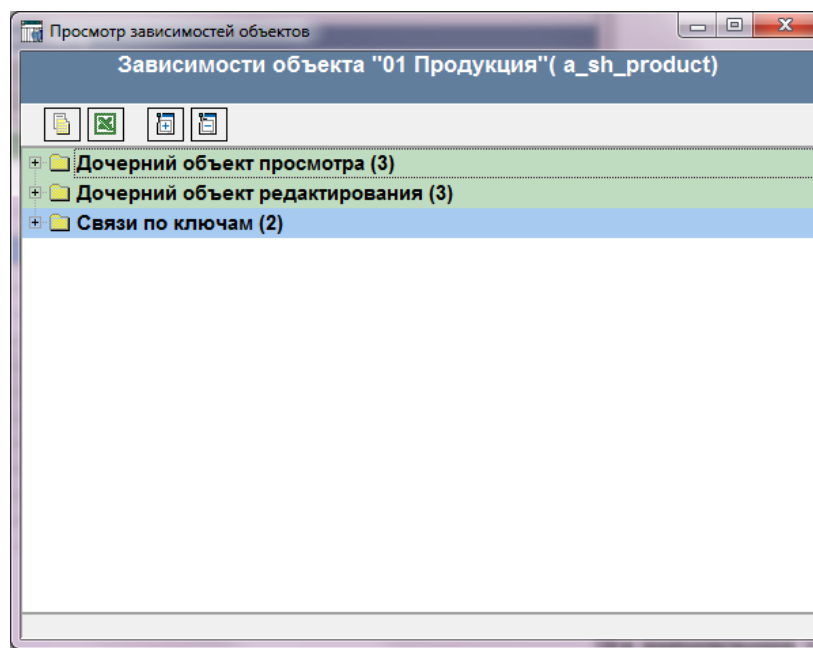 Просмотр зависимостей объектов
Зависимости объекта "01 Продукция"( a_sh_product)
Дочерний объект просмотра (3)
Дочерний объект редактирования (3)
Связи по ключам (2)